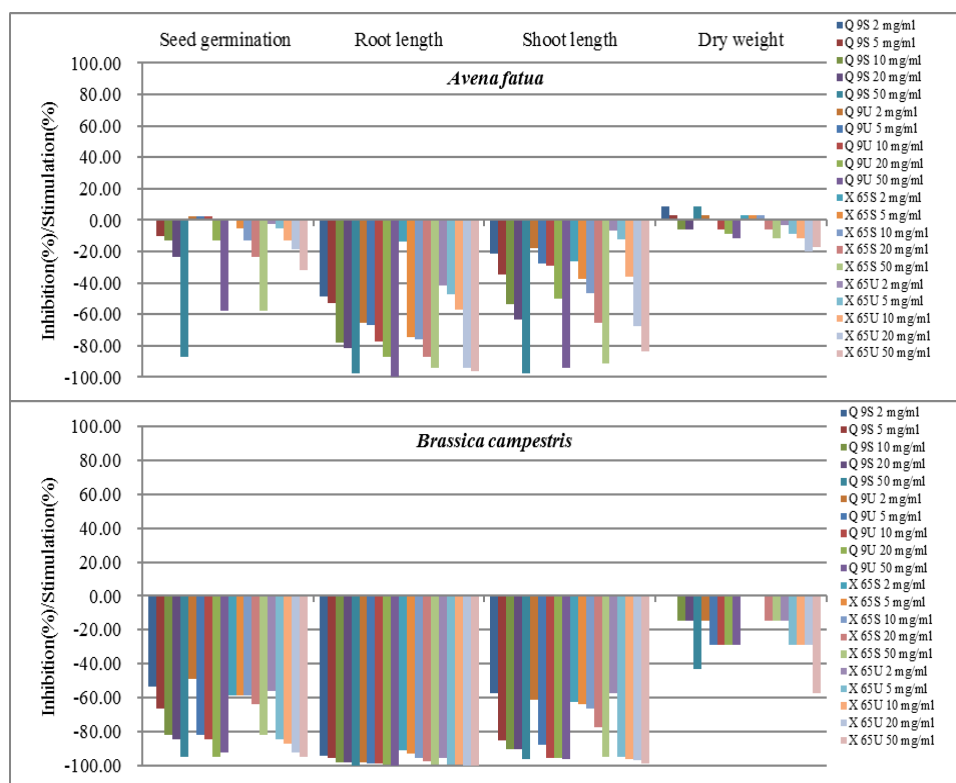 Seed germination Root length Shoot length Dry weight
Avena fatua
Inhibition(%)/Stimulation(%)
100.00
80.00
60.00
40.00
20.00
0.00
-20.00
-40.00
-60.00
-80.00
-100.00
Q 9S 2 mg/ml
Q 9S 5 mg/ml
Q 9S 10 mg/ml
Q 9S 20 mg/ml
Q 9S 50 mg/ml
Q 9U 2 mg/ml
Q 9U 5 mg/ml
Q 9U 10 mg/ml
Q 9U 20 mg/ml
Q 9U 50 mg/ml
X 65S 2 mg/ml
X 65S 5 mg/ml
X 65S 10 mg/ml
X 65S 20 mg/ml
X 65S 50 mg/ml
X 65U 2 mg/ml
X 65U 5 mg/ml
X 65U 10 mg/ml
X 65U 20 mg/ml
X 65U 50 mg/ml
Brassica campestris
Inhibition(%)/Stimulation(%)
100.00
80.00
60.00
40.00
20.00
0.00
-20.00
-40.00
-60.00
-80.00
-100.00
Q 9S 2 mg/ml
Q 9S 5 mg/ml
Q 9S 10 mg/ml
Q 9S 20 mg/ml
Q 9S 50 mg/ml
Q 9U 2 mg/ml
Q 9U 5 mg/ml
Q 9U 10 mg/ml
Q 9U 20 mg/ml
Q 9U 50 mg/ml
X 65S 2 mg/ml
X 65S 5 mg/ml
X 65S 10 mg/ml
X 65S 20 mg/ml
X 65S 50 mg/ml
X 65U 2 mg/ml
X 65U 5 mg/ml
X 65U 10 mg/ml
X 65U 20 mg/ml
X 65U 50 mg/ml